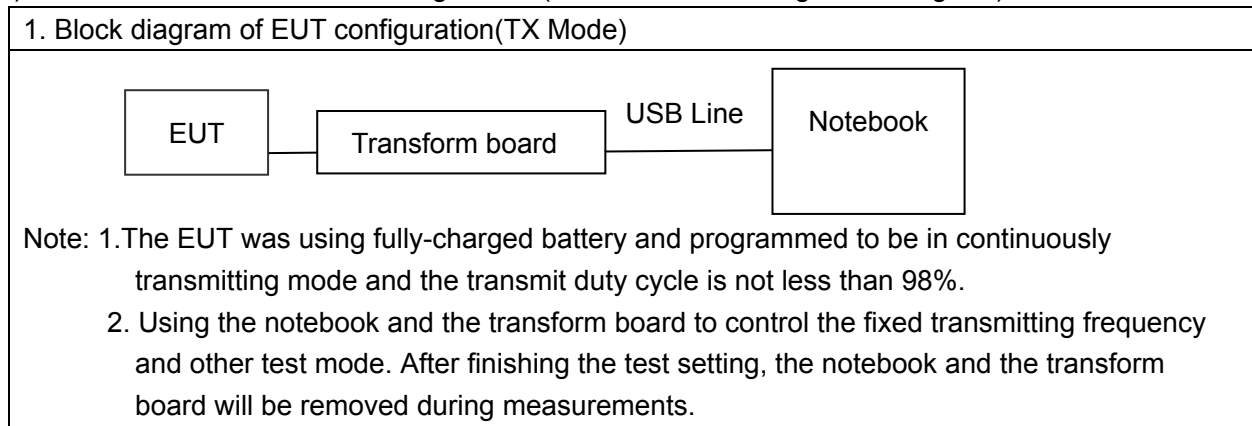 1. Block diagram of EUT configuration(TX Mode)
EUT
Transform board
USB Line
Notebook
Note: 1.The EUT was using fully-charged battery and programmed to be in continuously
transmitting mode and the transmit duty cycle is not less than 98%.
2. Using the notebook and the transform board to control the fixed transmitting frequency
and other test mode. After finishing the test setting, the notebook and the transform
board will be removed during measurements.